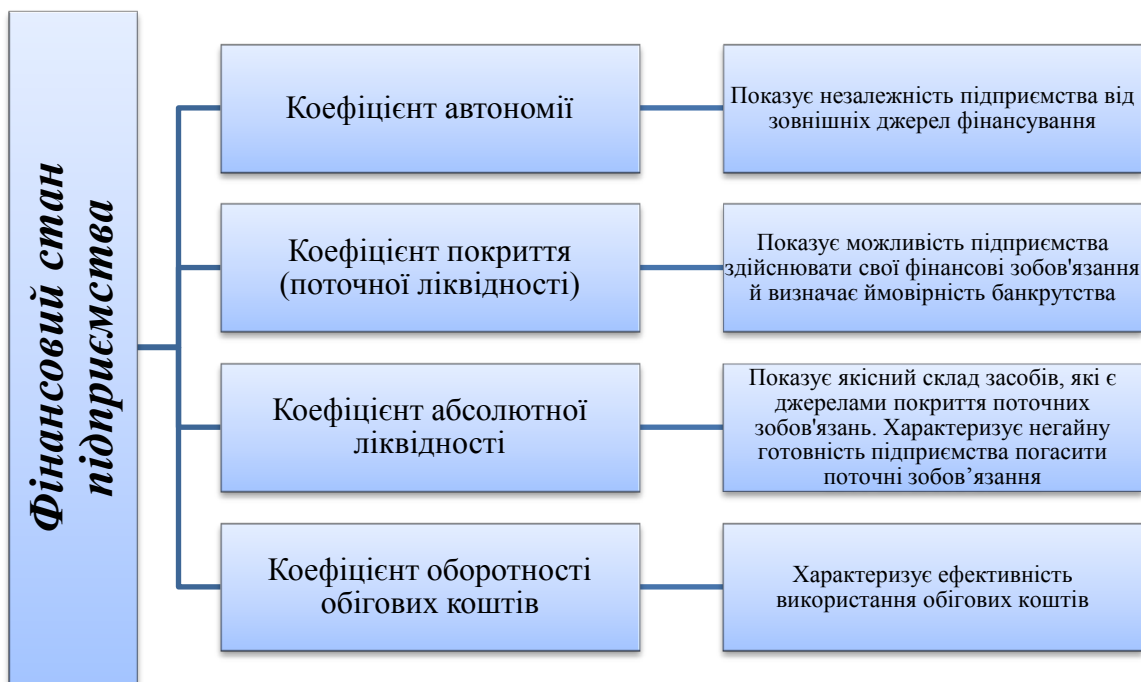 Фінансовий стан
підприємства
Коефіцієнт автономії
Показує незалежність підприємства від
зовнішніх джерел фінансування
Коефіцієнт покриття
(поточної ліквідності)
Показує можливість підприємства
здійснювати свої фінансові зобов'язання
й визначає ймовірність банкрутства
Коефіцієнт абсолютної
ліквідності
Показує якісний склад засобів, які є
джерелами покриття поточних
зобов'язань. Характеризує негайну
готовність підприємства погасити
поточні зобов’язання
Коефіцієнт оборотності
обігових коштів
Характеризує ефективність
використання обігових коштів